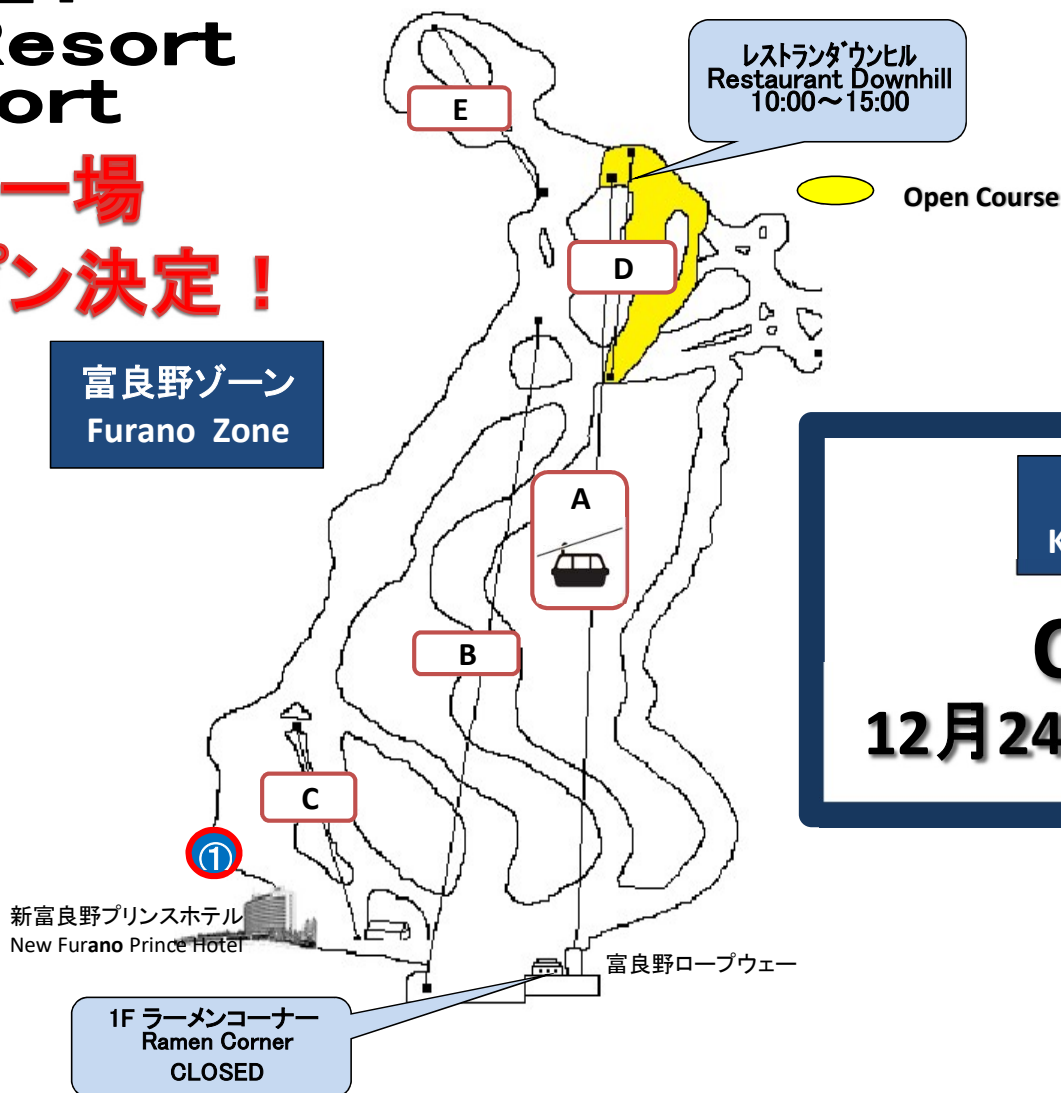 Resort
ort
ー場
プン決定！
レストランダウンヒル
Restaurant Downhill
10:00～15:00
Open Course
E
D
富良野ゾーン
Furano Zone
A
K
B
12月24
C
①
新富良野プリンスホテル
New Furano Prince Hotel
富良野ロープウェー
1F ラーメンコーナー
Ramen Corner
CLOSED